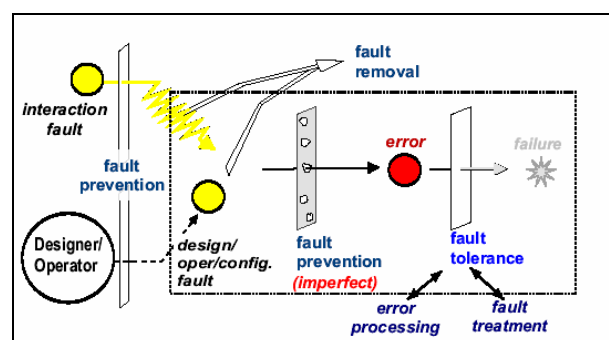 fault
removal
interaction
fault
error
failure
fault
prevention
Designer/
Operator
design/
oper/config.
fault
fault
prevention
(imperfect)
fault
tolerance
error
processing
fault
treatment